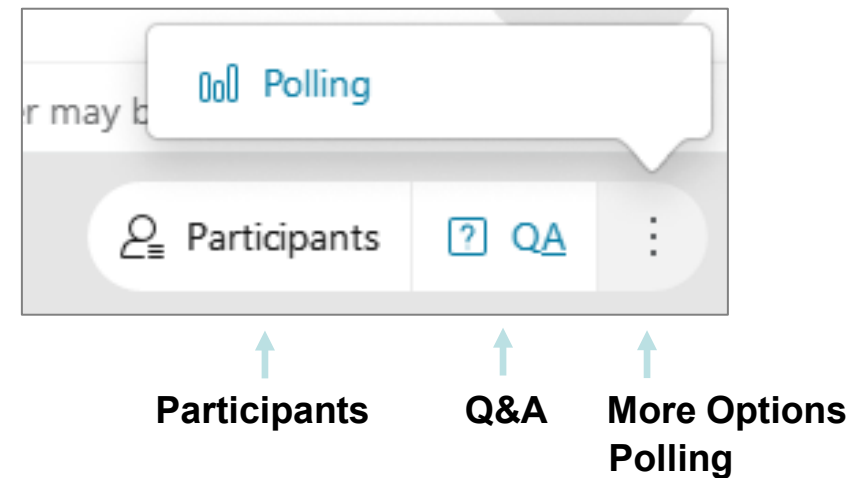 Polling
r may b
Participants
? QA
Participants
Q&A
More Options
Polling